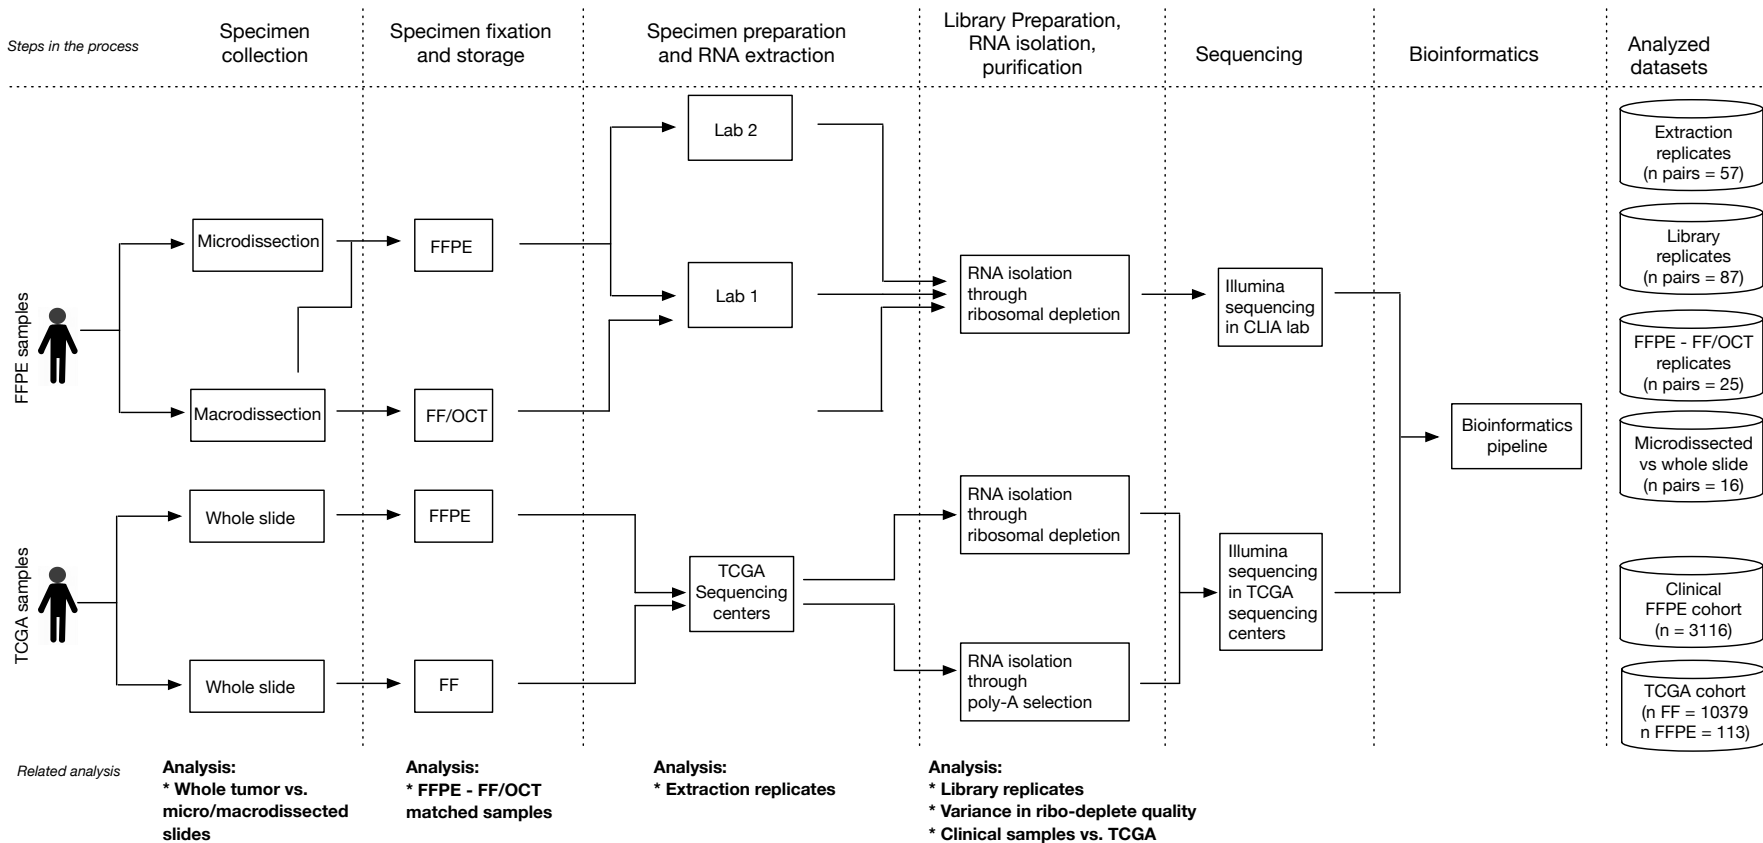 Steps in the process
Specimen
collection
Specimen fixation
and storage
Specimen preparation
and RNA extraction
Library Preparation,
RNA isolation,
purification
Sequencing
Bioinformatics
Analyzed
datasets
FFPE samples
Microdissection
Macrodissection
FFPE
FF/OCT
Lab 2
Lab 1
RNA isolation
through
ribosomal depletion
Illumina
sequencing
in CLIA lab
Bioinformatics
pipeline
Extraction
replicates
(n pairs = 57)
Library
replicates
(n pairs = 87)
FFPE - FF/OCT
replicates
(n pairs = 25)
Microdissected
vs whole slide
(n pairs = 16)
TCGA samples
Whole slide
Whole slide
FFPE
FF
TCGA
Sequencing
centers
RNA isolation
through
ribosomal depletion
RNA isolation
through
poly-A selection
Illumina
sequencing
in TCGA
sequencing
centers
Clinical
FFPE cohort
(n = 3116)
TCGA cohort
(n FF = 10379
n FFPE = 113)
Related analysis
Analysis:
* Whole tumor vs.
micro/macrodissected
slides
Analysis:
* FFPE - FF/OCT
matched samples
Analysis:
* Extraction replicates
Analysis:
* Library replicates
* Variance in ribo-deplete quality
* Clinical samples vs. TCGA